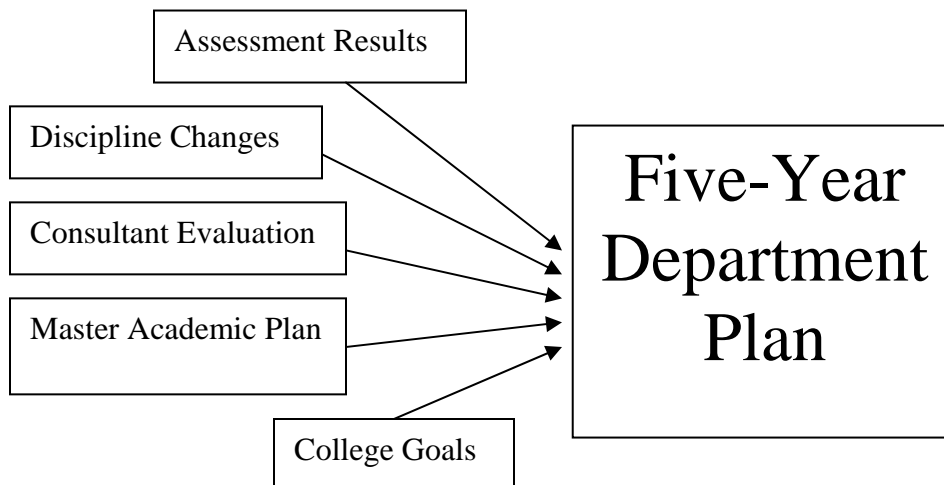 Assessment Results
Discipline Changes
Consultant Evaluation
Master Academic Plan
College Goals
Five-Year
Department
Plan